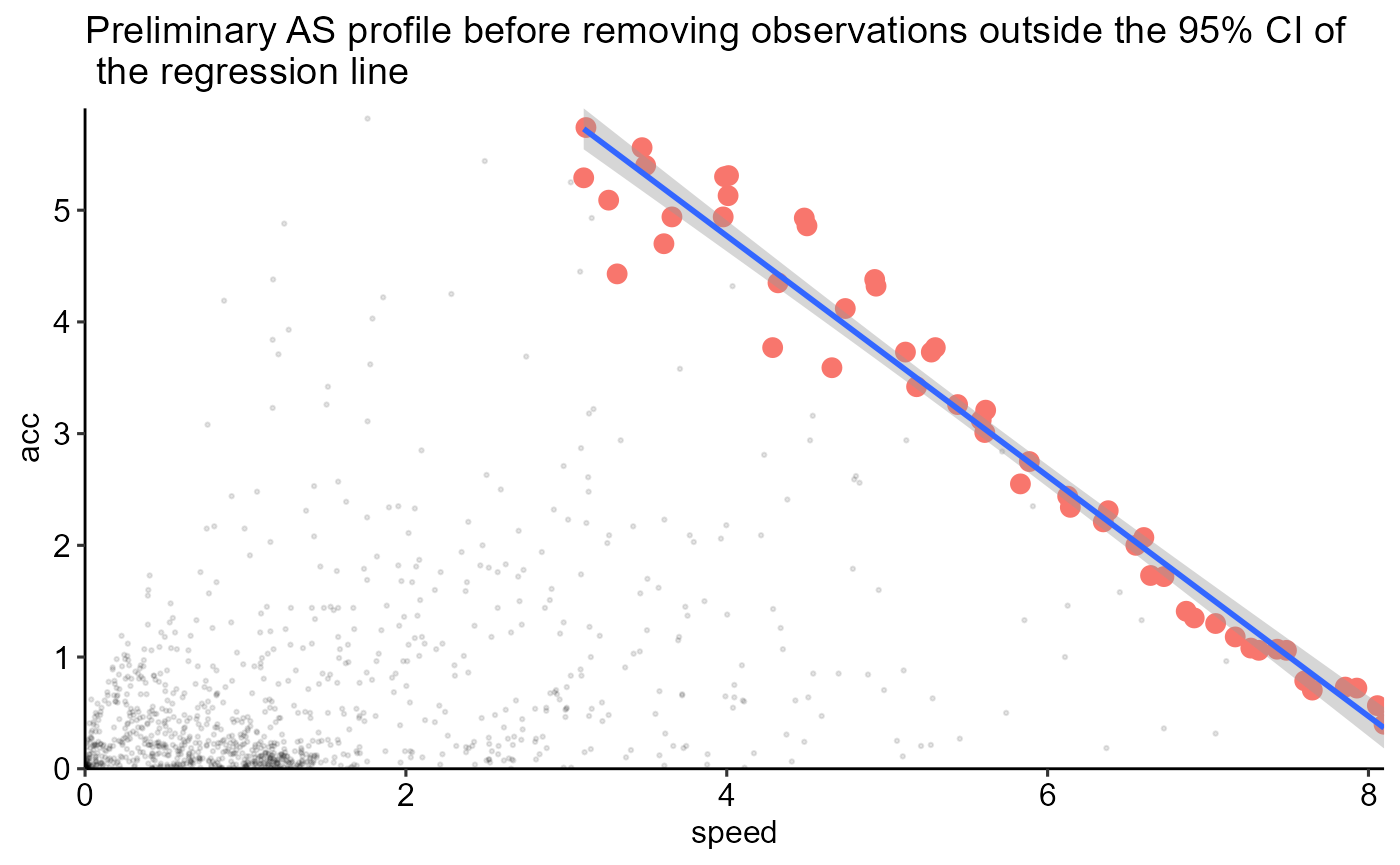 Preliminary AS profile before removing observations outside the 95% CI of
the regression line
5
4
3
2
1
0
acc
0 2 4 6 8
speed